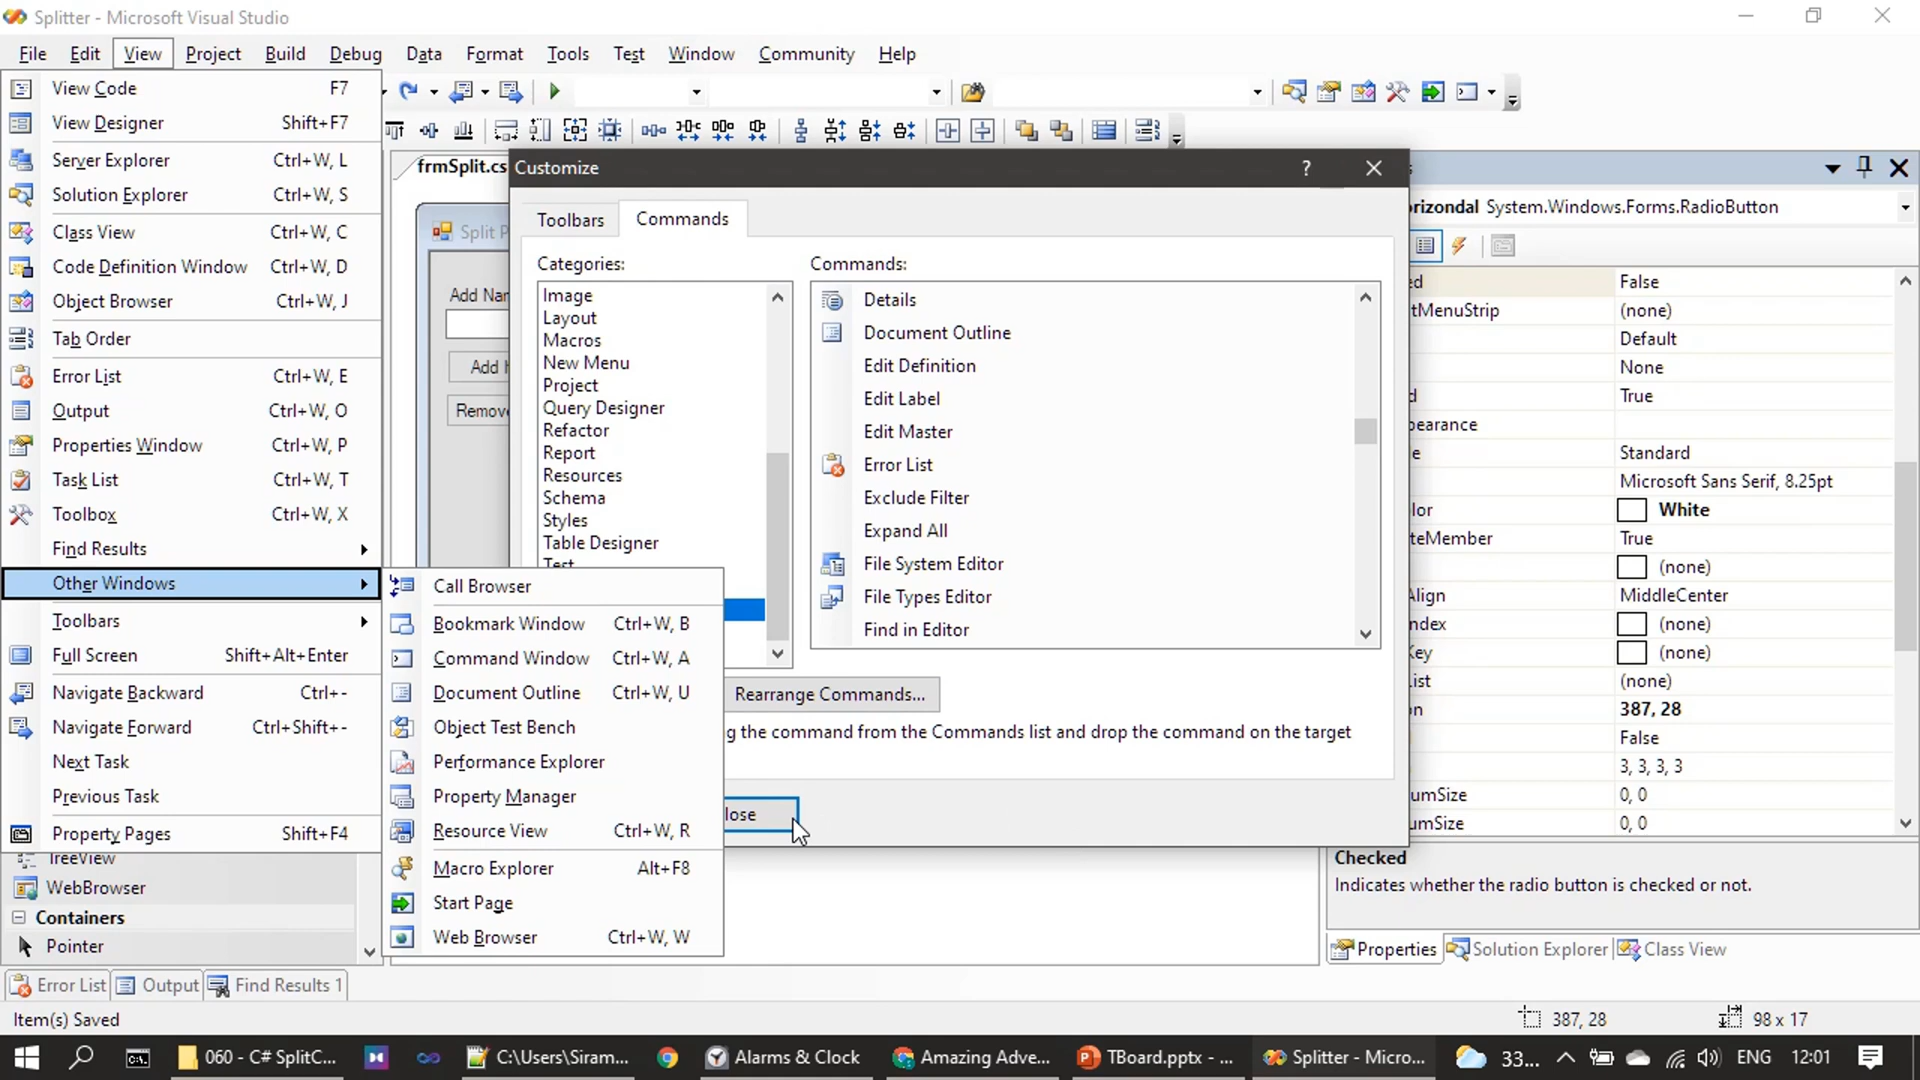 Splitter - Microsoft Visual Studio
File Edit View Project Build Debug Data Format Tools Test Window Community Help
View Code F7
View Designer Shift+F7
Server Explorer Ctrl+W, L
Solution Explorer Ctrl+W, S
Class View Ctrl+W, C
Code Definition Window Ctrl+W, D
Object Browser Ctrl+W, J
Tab Order
Error List Ctrl+W, E
Output Ctrl+W, O
Properties Window Ctrl+W, P
Task List Ctrl+W, T
Toolbox Ctrl+W, X
Find Results
Other Windows
Toolbars
Full Screen Shift+Alt+Enter
Navigate Backward Ctrl+-
Navigate Forward Ctrl+Shift+-
Next Task
Previous Task
Property Pages Shift+F4
TreeView
WebBrowser
Containers
Pointer
Call Browser
Bookmark Window Ctrl+W, B
Command Window Ctrl+W, A
Document Outline Ctrl+W, U
Object Test Bench
Performance Explorer
Property Manager
Resource View Ctrl+W, R
Macro Explorer Alt+F8
Start Page
Web Browser Ctrl+W, W
frmSplit.cs
Split P
Add Nar
Add
Remov
Customize ?
Toolbars Commands
Categories:
Image
Layout
Macros
New Menu
Project
Query Designer
Refactor
Report
Resources
Schema
Styles
Table Designer
Test
Commands:
Details
Document Outline
Edit Definition
Edit Label
Edit Master
Error List
Exclude Filter
Expand All
File System Editor
File Types Editor
Find in Editor
Rearrange Commands...
g the command from the Commands list and drop the command on the target
lose
s
orizondal System.Windows.Forms.RadioButton
ed False
tMenuStrip (none)
Default
None
d True
pearance
e Standard
Microsoft Sans Serif, 8.25pt
lor White
teMember True
(none)
Align MiddleCenter
ndex (none)
Key (none)
List (none)
on 387, 28
False
3, 3, 3, 3
umSize 0, 0
umSize 0, 0
Checked
Indicates whether the radio button is checked or not.
Properties Solution Explorer Class View
Error List Output Find Results 1
Item(s) Saved 387, 28 98 x 17
060 - C# SplitC... C:\Users\Siram... Alarms & Clock Amazing Adve... TBoard.pptx - ... Splitter - Micro... 33... ENG 12:01